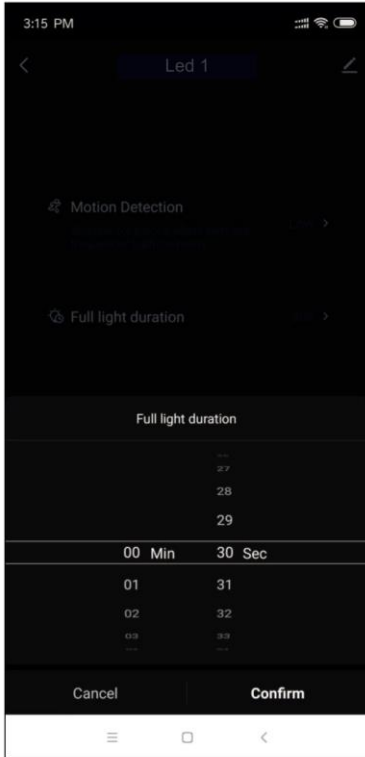 3:15 PM
Led 1
Motion Detection
Full light duration
Full light duration
27
28
29
00 Min 30 Sec
01 31
02 32
03 33
Cancel Confirm